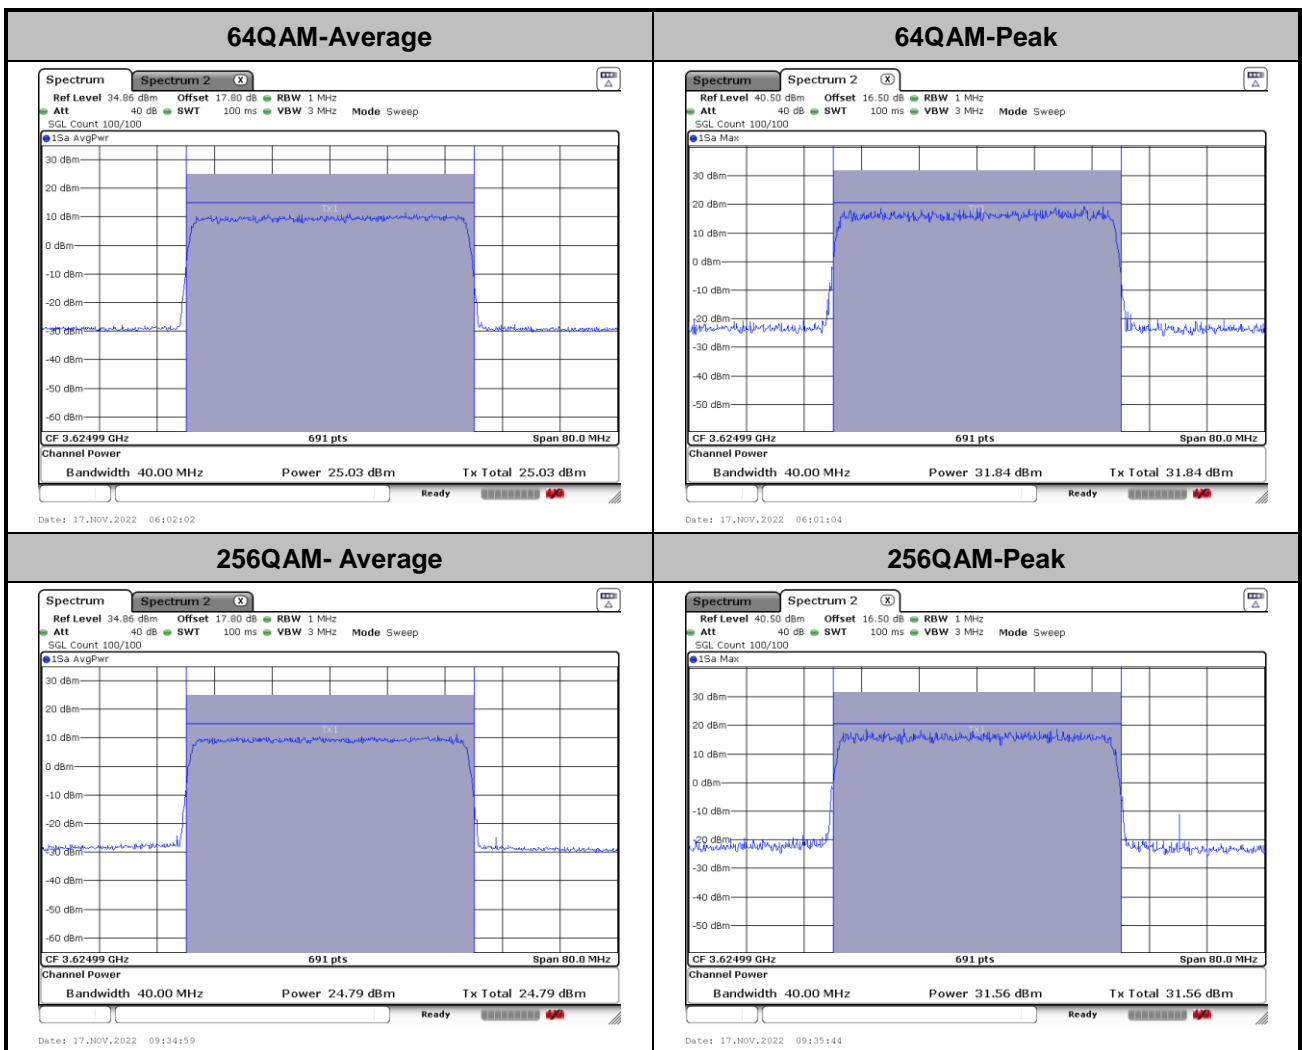 64QAM-Average
Spectrum Spectrum 2 X
Ref Level 34.86 dBm Offset 17.80 dB RBW 1 MHz
Att 40 dB SWT 100 ms VBW 3 MHz Mode Sweep
SGL Count 100/100
1Sa AvgPwr
30 dBm
20 dBm
Tx1
10 dBm
0 dBm
-10 dBm
-20 dBm
-30 dBm
-40 dBm
-50 dBm
-60 dBm
CF 3.62499 GHz 691 pts Span 80.0 MHz
Channel Power
Bandwidth 40.00 MHz Power 25.03 dBm Tx Total 25.03 dBm
Ready
Date: 17.NOV.2022 06:02:02
64QAM-Peak
Spectrum Spectrum 2 X
Ref Level 40.50 dBm Offset 16.50 dB RBW 1 MHz
Att 40 dB SWT 100 ms VBW 3 MHz Mode Sweep
SGL Count 100/100
1Sa Max
30 dBm
20 dBm
Tx1
10 dBm
0 dBm
-10 dBm
-20 dBm
-30 dBm
-40 dBm
-50 dBm
CF 3.62499 GHz 691 pts Span 80.0 MHz
Channel Power
Bandwidth 40.00 MHz Power 31.84 dBm Tx Total 31.84 dBm
Ready
Date: 17.NOV.2022 06:01:04
256QAM- Average
Spectrum Spectrum 2 X
Ref Level 34.86 dBm Offset 17.80 dB RBW 1 MHz
Att 40 dB SWT 100 ms VBW 3 MHz Mode Sweep
SGL Count 100/100
1Sa AvgPwr
30 dBm
20 dBm
Tx1
10 dBm
0 dBm
-10 dBm
-20 dBm
-30 dBm
-40 dBm
-50 dBm
-60 dBm
CF 3.62499 GHz 691 pts Span 80.0 MHz
Channel Power
Bandwidth 40.00 MHz Power 24.79 dBm Tx Total 24.79 dBm
Ready
Date: 17.NOV.2022 09:34:59
256QAM-Peak
Spectrum Spectrum 2 X
Ref Level 40.50 dBm Offset 16.50 dB RBW 1 MHz
Att 40 dB SWT 100 ms VBW 3 MHz Mode Sweep
SGL Count 100/100
1Sa Max
30 dBm
20 dBm
Tx1
10 dBm
0 dBm
-10 dBm
-20 dBm
-30 dBm
-40 dBm
-50 dBm
CF 3.62499 GHz 691 pts Span 80.0 MHz
Channel Power
Bandwidth 40.00 MHz Power 31.56 dBm Tx Total 31.56 dBm
Ready
Date: 17.NOV.2022 09:35:44